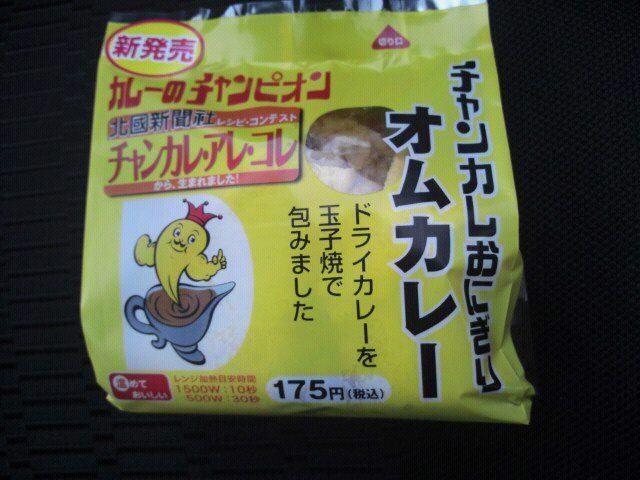 新発売
切り口
カレーのチャンピオン
北國新聞社 レシピ・コンテスト
チャンカレ・アレ・コレ
から、生まれました!
チャンカレおにぎり
オムカレー
ドライカレーを
玉子焼で
包みました
温めて
おいしい
レンジ加熱目安時間
1500W:10秒
500W:30秒
175円(税込)